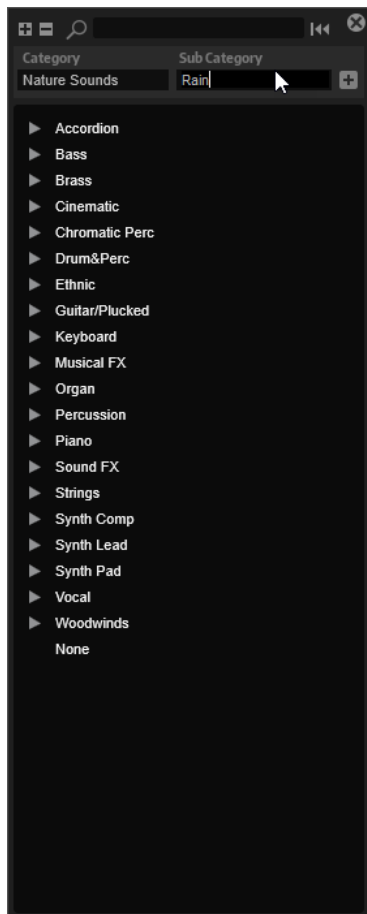 Category Sub Category
Nature Sounds Rain
Accordion
Bass
Brass
Cinematic
Chromatic Perc
Drum&Perc
Ethnic
Guitar/Plucked
Keyboard
Musical FX
Organ
Percussion
Piano
Sound FX
Strings
Synth Comp
Synth Lead
Synth Pad
Vocal
Woodwinds
None